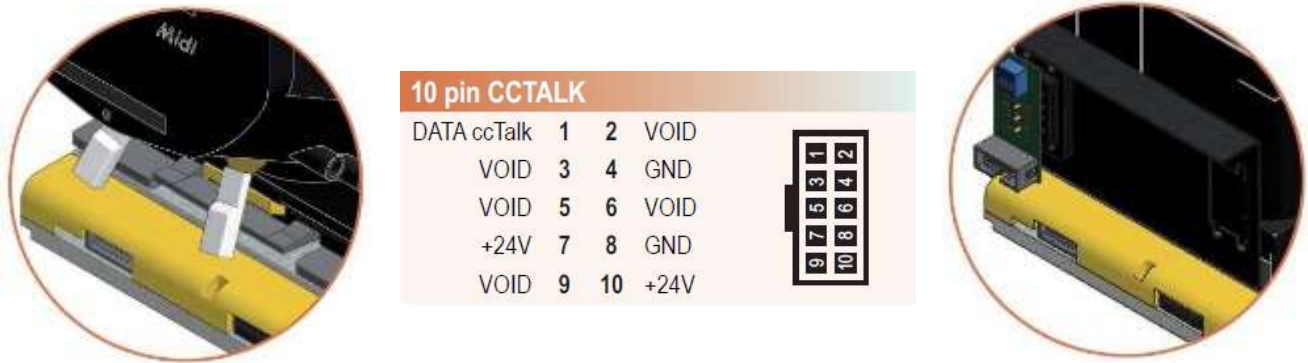 Midi
10 pin CCTALK
DATA ccTalk 1 2 VOID
VOID 3 4 GND
VOID 5 6 VOID
+24V 7 8 GND
VOID 9 10 +24V
1 2
3 4
5 6
7 8
9 10